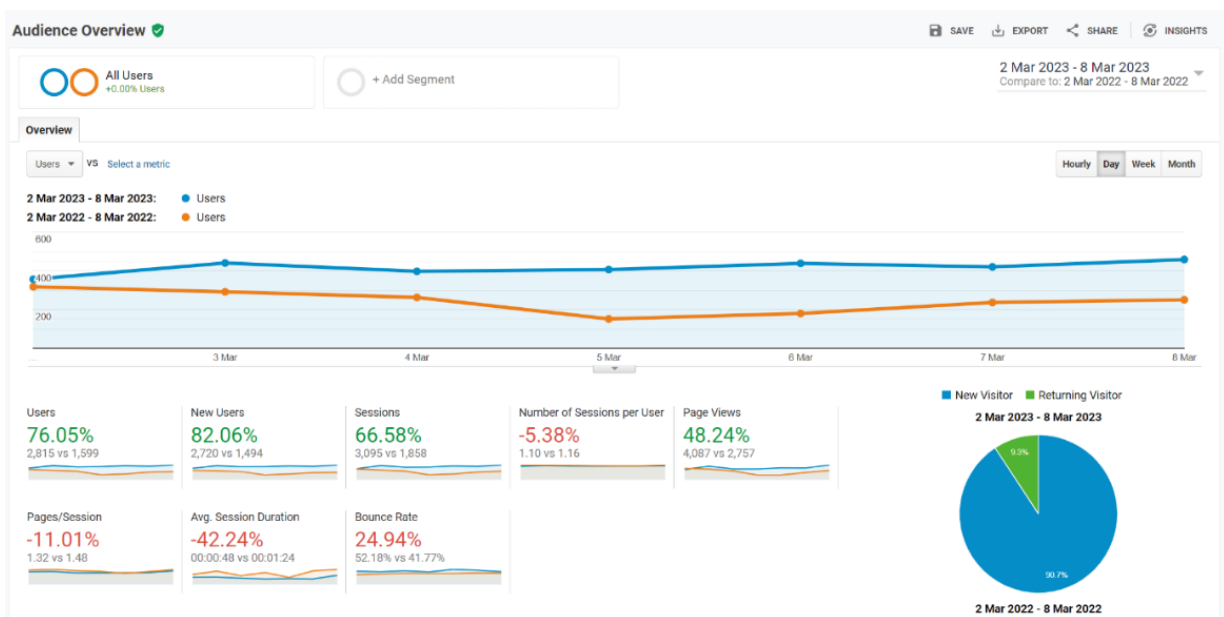 Audience Overview
SAVE EXPORT SHARE INSIGHTS
All Users
+0.00% Users
+ Add Segment
2 Mar 2023 - 8 Mar 2023
Compare to: 2 Mar 2022 - 8 Mar 2022
Overview
Users VS Select a metric
Hourly Day Week Month
2 Mar 2023 - 8 Mar 2023: Users
2 Mar 2022 - 8 Mar 2022: Users
600
400
200
... 3 Mar 4 Mar 5 Mar 6 Mar 7 Mar 8 Mar
New Visitor Returning Visitor
2 Mar 2023 - 8 Mar 2023
9.3%
90.7%
2 Mar 2022 - 8 Mar 2022
Users
76.05%
2,815 vs 1,599
New Users
82.06%
2,720 vs 1,494
Sessions
66.58%
3,095 vs 1,858
Number of Sessions per User
-5.38%
1.10 vs 1.16
Page Views
48.24%
4,087 vs 2,757
Pages/Session
-11.01%
1.32 vs 1.48
Avg. Session Duration
-42.24%
00:00:48 vs 00:01:24
Bounce Rate
24.94%
52.18% vs 41.77%